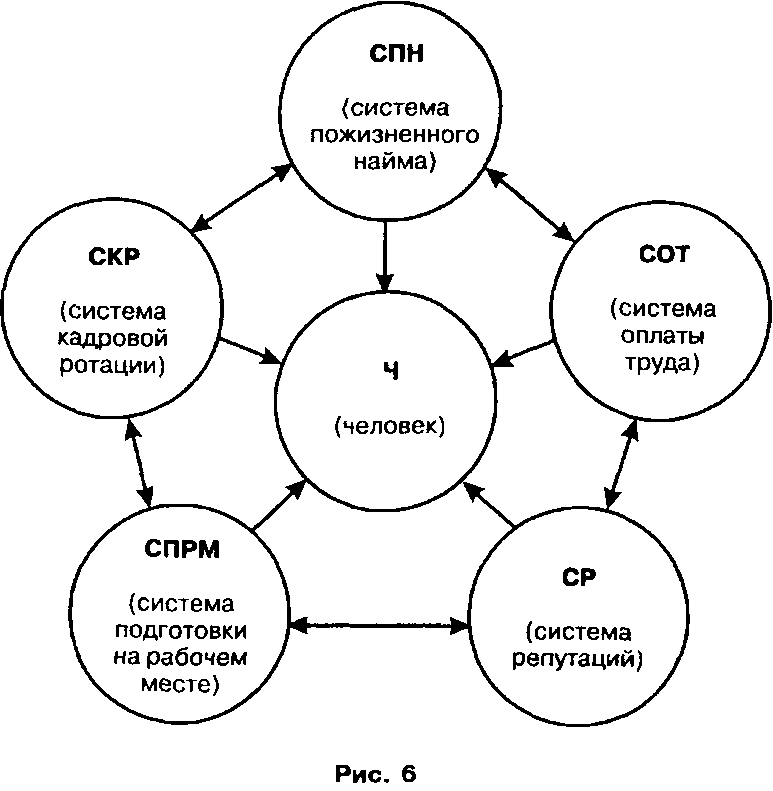 СПН
(система
пожизненного
найма)
СКР
(система
кадровой
ротации)
СОТ
(система
оплаты
труда)
Ч
(человек)
СПРМ
(система
подготовки
на рабочем
месте)
СР
(система
репутаций)
Рис. 6